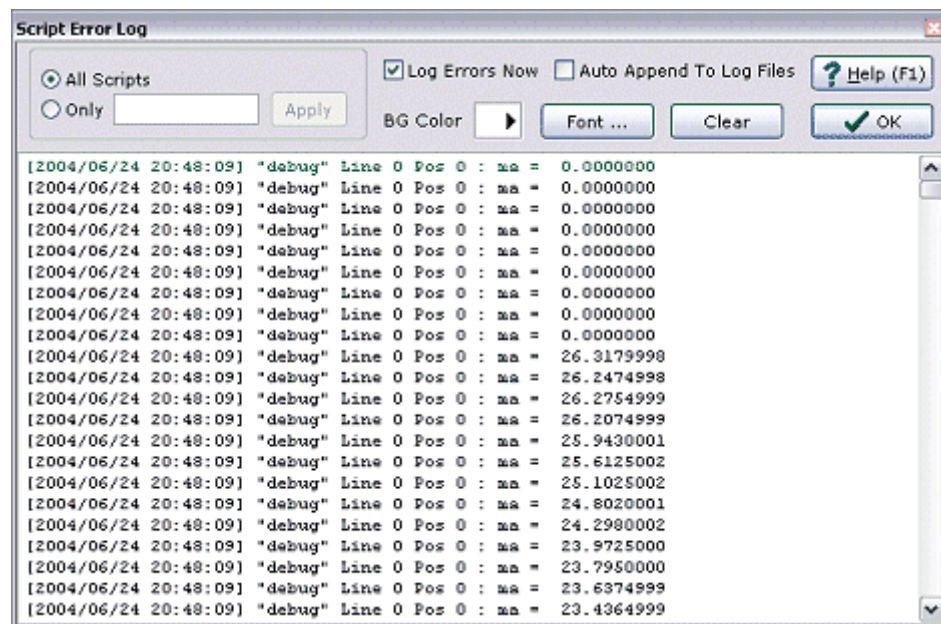 Script Error Log
All Scripts
Only
Apply
Log Errors Now
Auto Append To Log Files
Help (F1)
BG Color
Font ...
Clear
OK
[2004/06/24 20:48:09] "debug" Line 0 Pos 0 : ma = 0.0000000
[2004/06/24 20:48:09] "debug" Line 0 Pos 0 : ma = 0.0000000
[2004/06/24 20:48:09] "debug" Line 0 Pos 0 : ma = 0.0000000
[2004/06/24 20:48:09] "debug" Line 0 Pos 0 : ma = 0.0000000
[2004/06/24 20:48:09] "debug" Line 0 Pos 0 : ma = 0.0000000
[2004/06/24 20:48:09] "debug" Line 0 Pos 0 : ma = 0.0000000
[2004/06/24 20:48:09] "debug" Line 0 Pos 0 : ma = 0.0000000
[2004/06/24 20:48:09] "debug" Line 0 Pos 0 : ma = 0.0000000
[2004/06/24 20:48:09] "debug" Line 0 Pos 0 : ma = 0.0000000
[2004/06/24 20:48:09] "debug" Line 0 Pos 0 : ma = 26.3179998
[2004/06/24 20:48:09] "debug" Line 0 Pos 0 : ma = 26.2474998
[2004/06/24 20:48:09] "debug" Line 0 Pos 0 : ma = 26.2754999
[2004/06/24 20:48:09] "debug" Line 0 Pos 0 : ma = 26.2074999
[2004/06/24 20:48:09] "debug" Line 0 Pos 0 : ma = 25.9430001
[2004/06/24 20:48:09] "debug" Line 0 Pos 0 : ma = 25.6125002
[2004/06/24 20:48:09] "debug" Line 0 Pos 0 : ma = 25.1025002
[2004/06/24 20:48:09] "debug" Line 0 Pos 0 : ma = 24.8020001
[2004/06/24 20:48:09] "debug" Line 0 Pos 0 : ma = 24.2980002
[2004/06/24 20:48:09] "debug" Line 0 Pos 0 : ma = 23.9725000
[2004/06/24 20:48:09] "debug" Line 0 Pos 0 : ma = 23.7950000
[2004/06/24 20:48:09] "debug" Line 0 Pos 0 : ma = 23.6374999
[2004/06/24 20:48:09] "debug" Line 0 Pos 0 : ma = 23.4364999